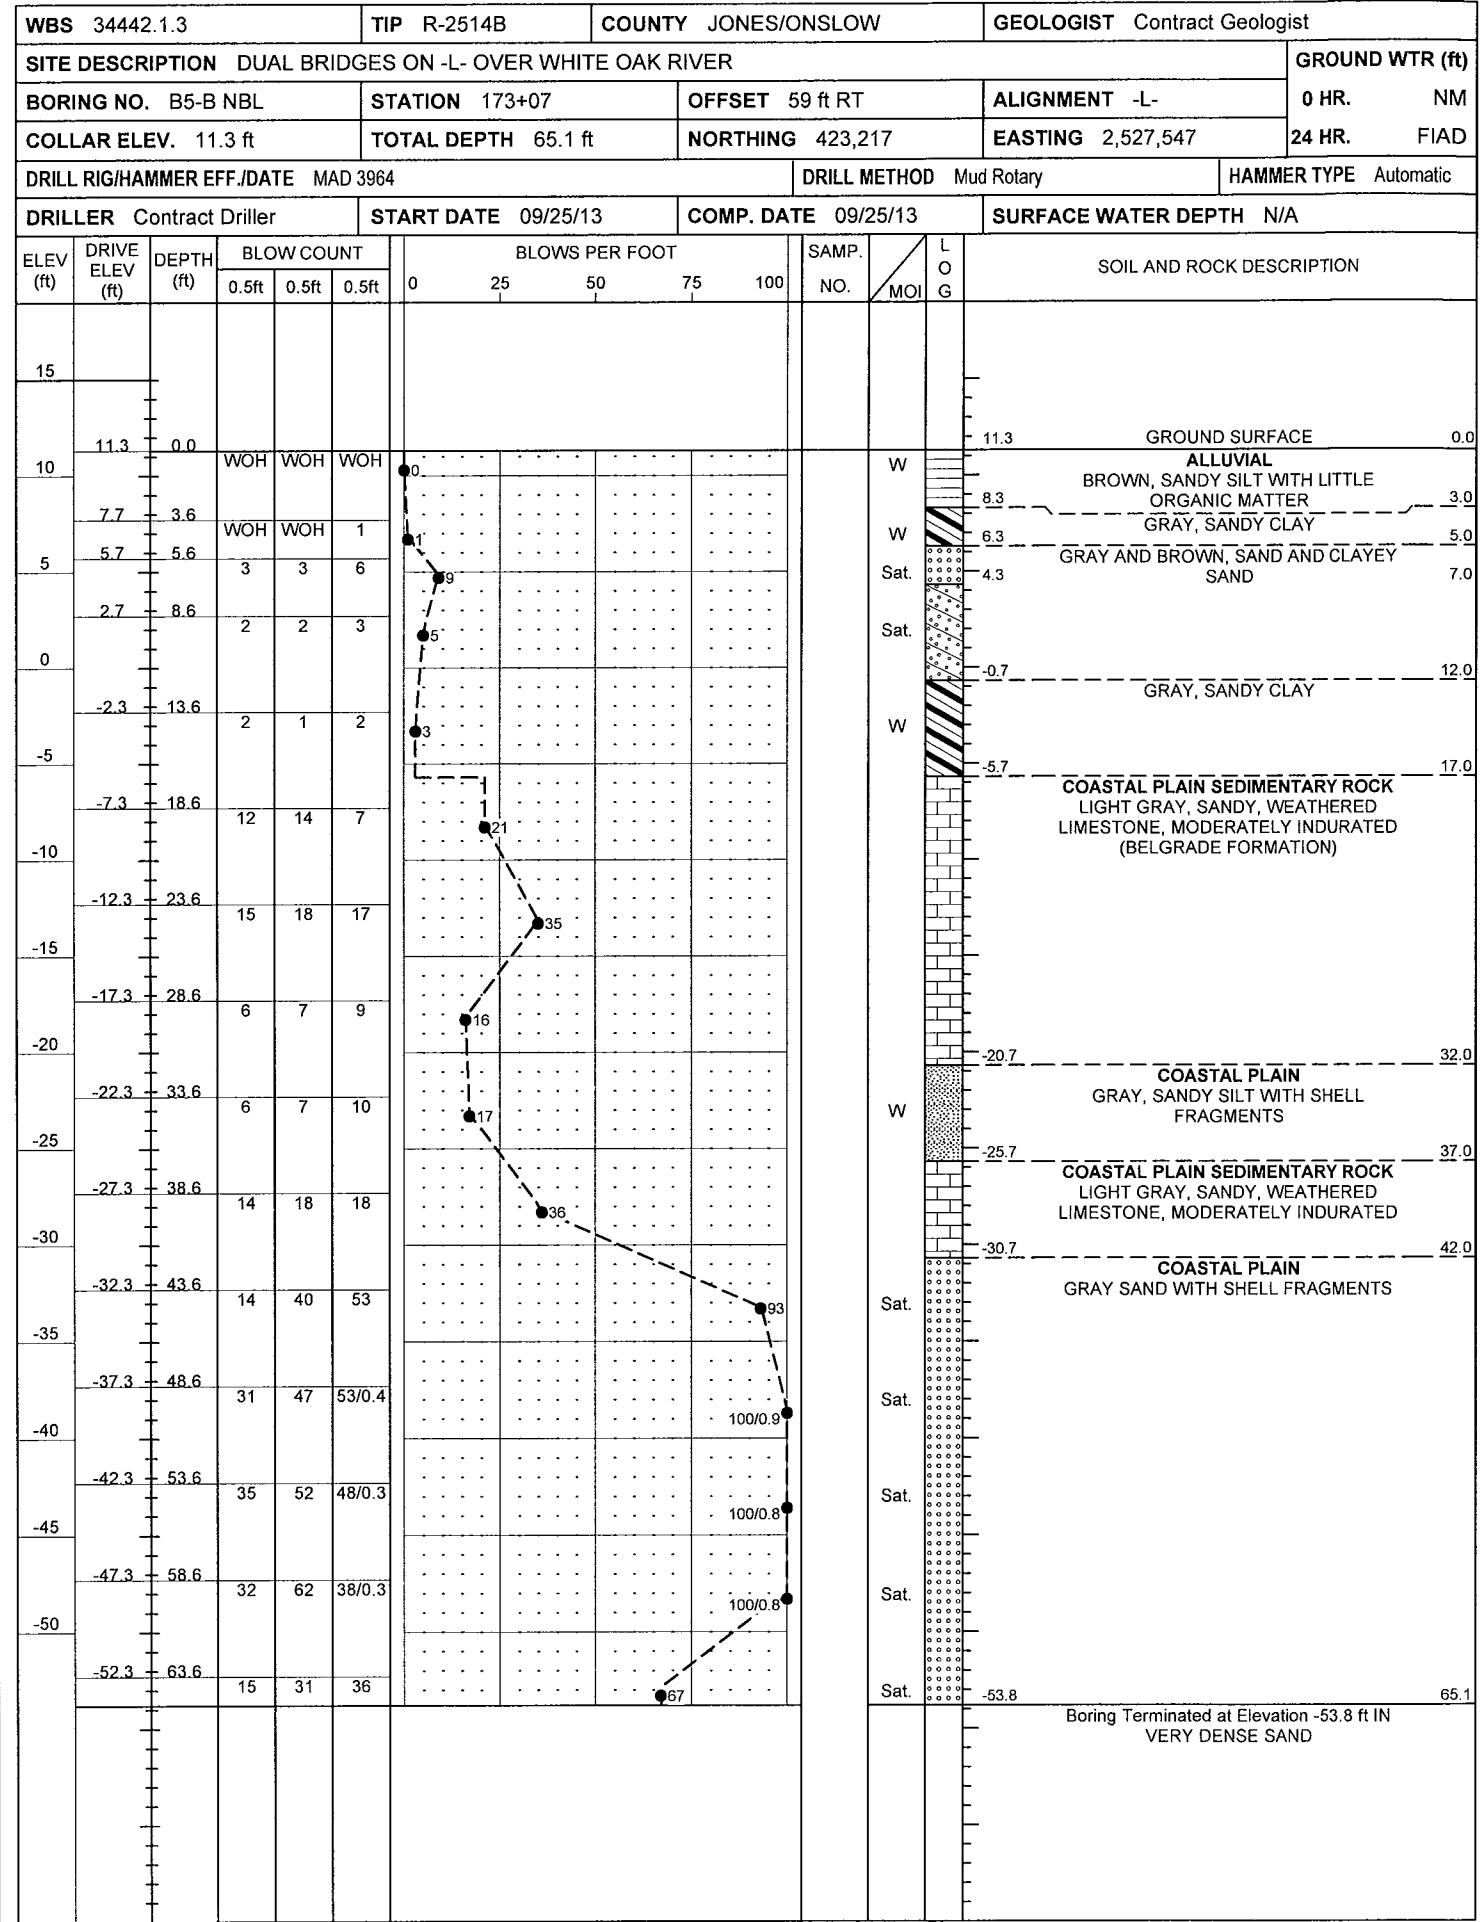 WBS 34442.1.3 TIP R-2514B COUNTY JONES/ONSLOW GEOLOGIST Contract Geologist
SITE DESCRIPTION DUAL BRIDGES ON -L- OVER WHITE OAK RIVER GROUND WTR (ft)
BORING NO. B5-B NBL STATION 173+07 OFFSET 59 ft RT ALIGNMENT -L- 0 HR. NM
COLLAR ELEV. 11.3 ft TOTAL DEPTH 65.1 ft NORTHING 423,217 EASTING 2,527,547 24 HR. FIAD
DRILL RIG/HAMMER EFF./DATE MAD 3964 DRILL METHOD Mud Rotary HAMMER TYPE Automatic
DRILLER Contract Driller START DATE 09/25/13 COMP. DATE 09/25/13 SURFACE WATER DEPTH N/A
ELEV (ft) DRIVE ELEV (ft) DEPTH (ft) BLOW COUNT BLOWS PER FOOT SAMP. NO. MOI LOG SOIL AND ROCK DESCRIPTION
0.5ft 0.5ft 0.5ft 0 25 50 75 100
15
11.3 0.0 11.3 GROUND SURFACE 0.0
WOH WOH WOH 0 W ALLUVIAL
10 BROWN, SANDY SILT WITH LITTLE
8.3 ORGANIC MATTER 3.0
7.7 3.6 GRAY, SANDY CLAY
WOH WOH 1 1 W 6.3 5.0
5.7 5.6 GRAY AND BROWN, SAND AND CLAYEY
5 3 3 6 9 Sat. 4.3 SAND 7.0
2.7 8.6
2 2 3 5 Sat.
0 -0.7 12.0
GRAY, SANDY CLAY
-2.3 13.6
2 1 2 3 W
-5 -5.7 17.0
COASTAL PLAIN SEDIMENTARY ROCK
-7.3 18.6 LIGHT GRAY, SANDY, WEATHERED
12 14 7 21 LIMESTONE, MODERATELY INDURATED
-10 (BELGRADE FORMATION)
-12.3 23.6
15 18 17 35
-15
-17.3 28.6
6 7 9 16
-20 -20.7 32.0
COASTAL PLAIN
-22.3 33.6 GRAY, SANDY SILT WITH SHELL
6 7 10 17 W FRAGMENTS
-25 -25.7 37.0
COASTAL PLAIN SEDIMENTARY ROCK
-27.3 38.6 LIGHT GRAY, SANDY, WEATHERED
14 18 18 36 LIMESTONE, MODERATELY INDURATED
-30 -30.7 42.0
COASTAL PLAIN
-32.3 43.6 GRAY SAND WITH SHELL FRAGMENTS
14 40 53 93 Sat.
-35
-37.3 48.6
31 47 53/0.4 100/0.9 Sat.
-40
-42.3 53.6
35 52 48/0.3 100/0.8 Sat.
-45
-47.3 58.6
32 62 38/0.3 100/0.8 Sat.
-50
-52.3 63.6
15 31 36 67 Sat. -53.8 65.1
Boring Terminated at Elevation -53.8 ft IN
VERY DENSE SAND